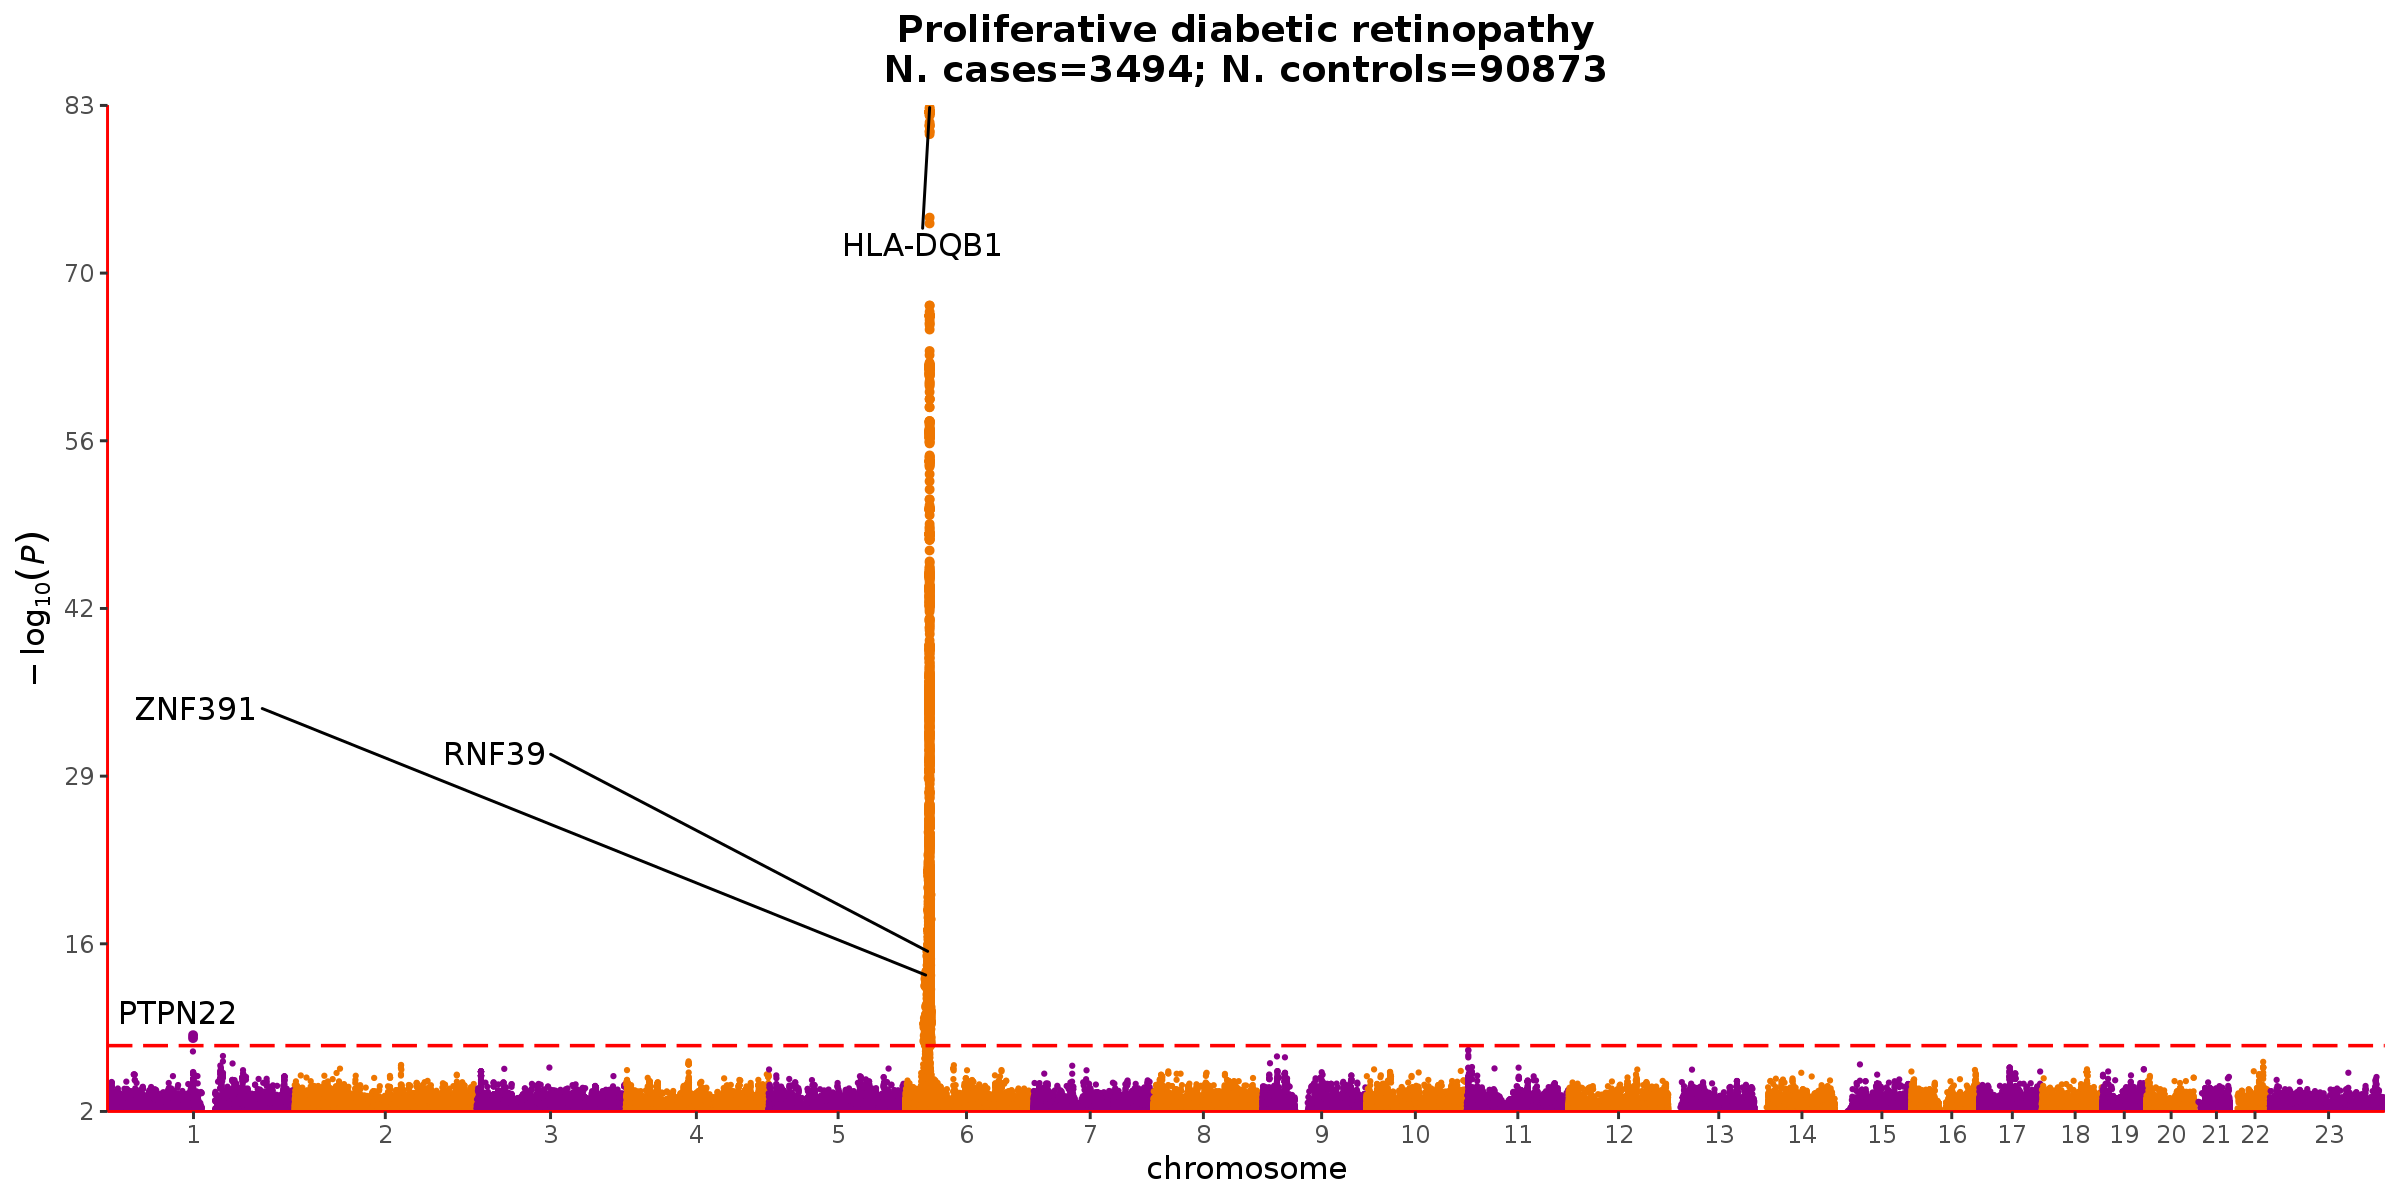 Proliferative diabetic retinopathy
N. cases=3494; N. controls=90873
83
70
56
42
29
16
2
−log10(P)
HLA-DQB1
ZNF391
RNF39
PTPN22
1 2 3 4 5 6 7 8 9 10 11 12 13 14 15 16 17 18 19 20 21 22 23
chromosome